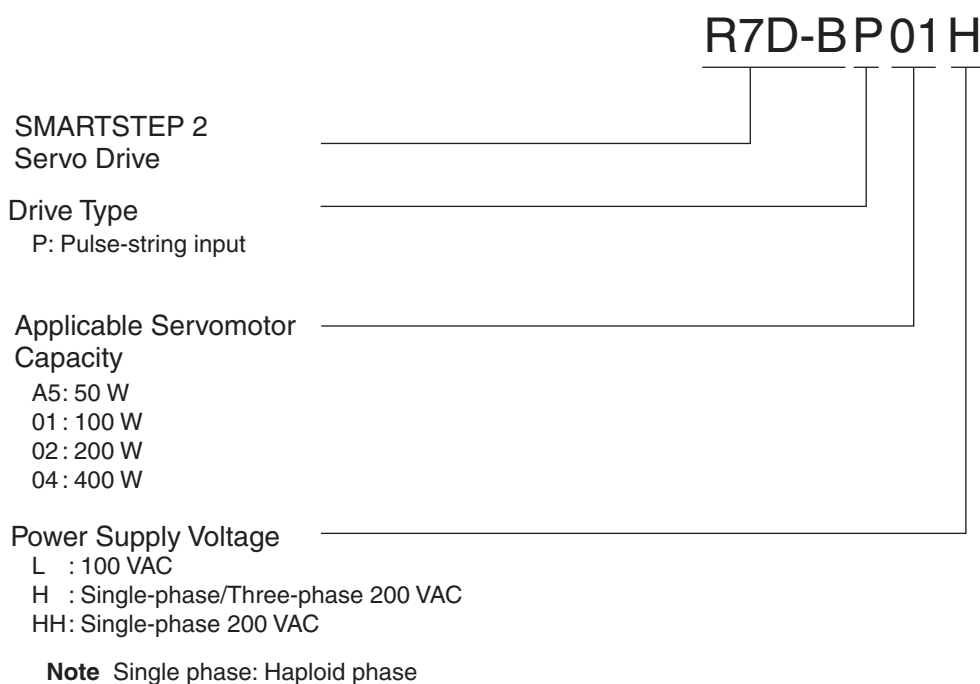 R7D-BP01H
SMARTSTEP 2
Servo Drive
Drive Type
P: Pulse-string input
Applicable Servomotor
Capacity
A5: 50 W
01: 100 W
02: 200 W
04: 400 W
Power Supply Voltage
L : 100 VAC
H : Single-phase/Three-phase 200 VAC
HH: Single-phase 200 VAC
Note Single phase: Haploid phase